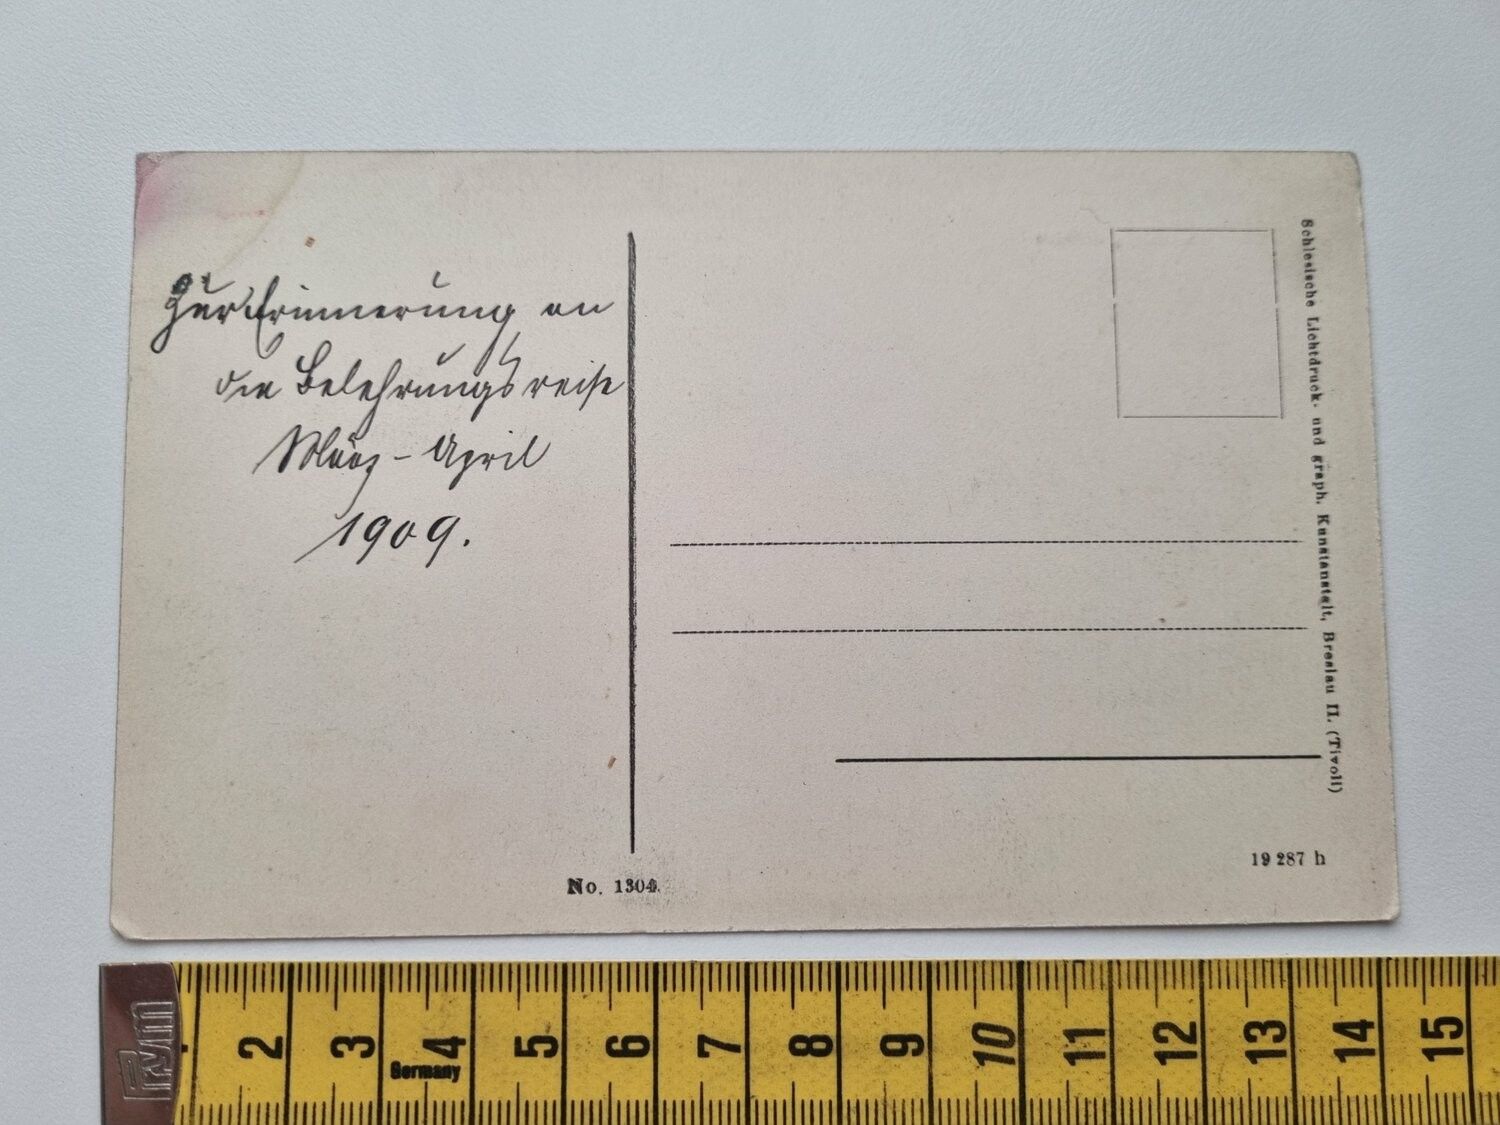 Zur Erinnerung an
die Belehrungsreise
März - April
1909.
Schlesische Lichtdruck- und graph. Kunstanstalt, Breslau II. (Tivoli)
19 287 h
No. 1304.
Prym
Germany
2 3 4 5 6 7 8 9 10 11 12 13 14 15